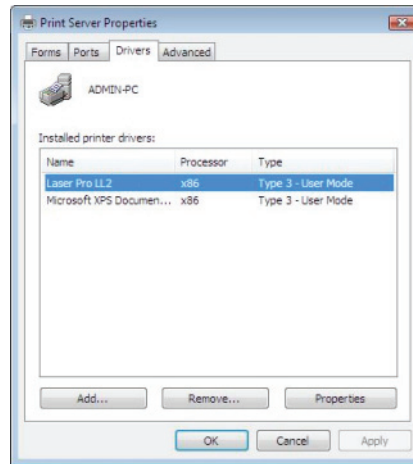 Print Server Properties
Forms Ports Drivers Advanced
ADMIN-PC
Installed printer drivers:
Name Processor Type
Laser Pro LL2 x86 Type 3 - User Mode
Microsoft XPS Documen... x86 Type 3 - User Mode
Add... Remove... Properties
OK Cancel Apply